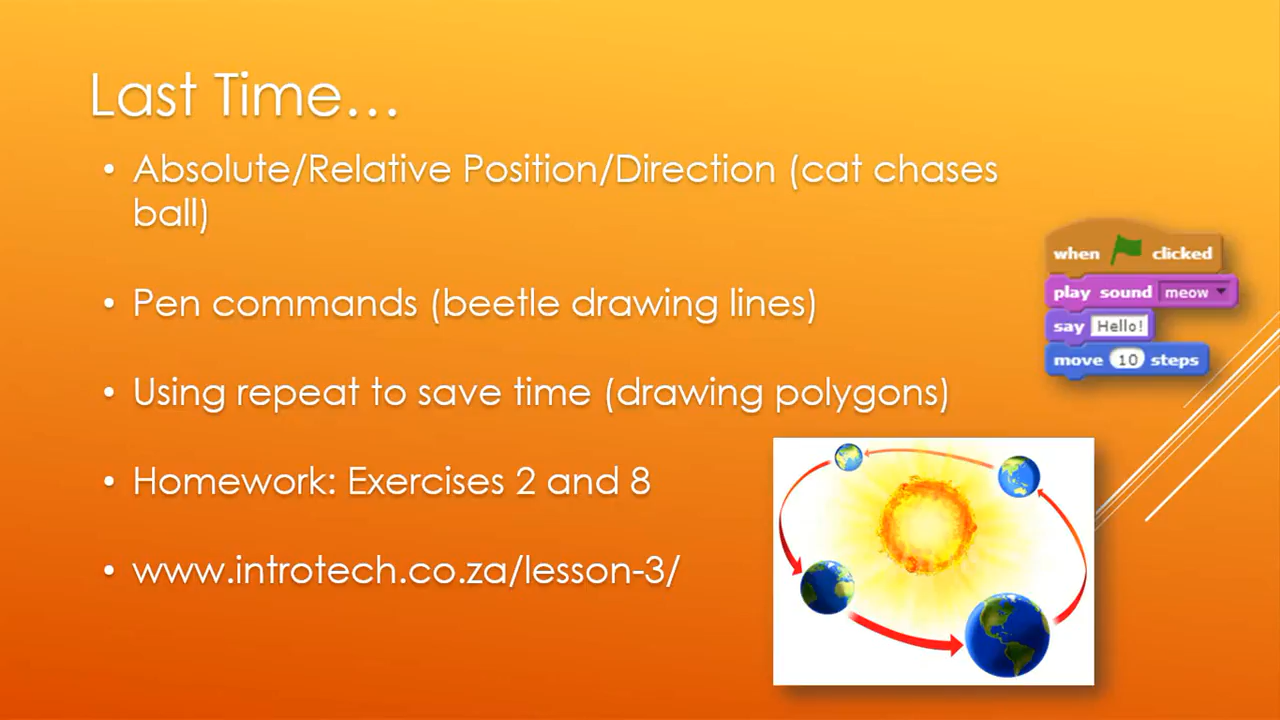 Last Time…
• Absolute/Relative Position/Direction (cat chases
ball)
• Pen commands (beetle drawing lines)
• Using repeat to save time (drawing polygons)
• Homework: Exercises 2 and 8
• www.introtech.co.za/lesson-3/
when clicked
play sound meow
say Hello!
move 10 steps